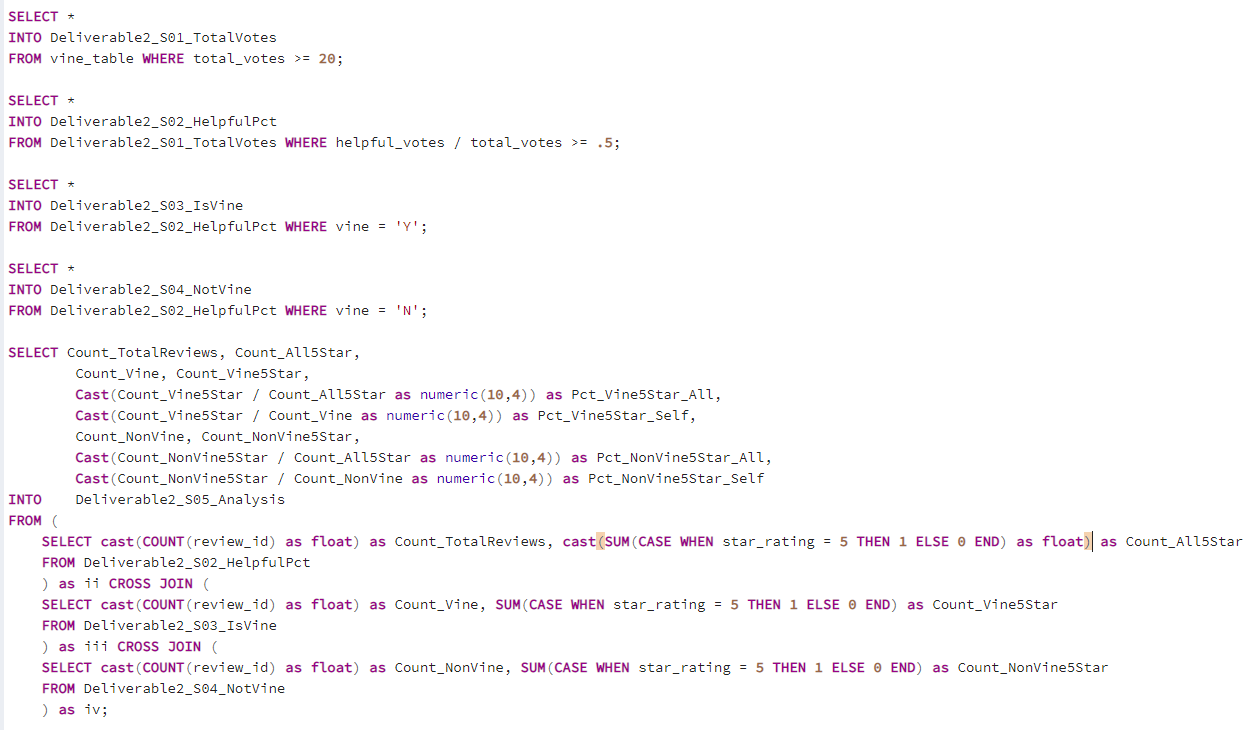 SELECT *
INTO Deliverable2_S01_TotalVotes
FROM vine_table WHERE total_votes >= 20;
SELECT *
INTO Deliverable2_S02_HelpfulPct
FROM Deliverable2_S01_TotalVotes WHERE helpful_votes / total_votes >= .5;
SELECT *
INTO Deliverable2_S03_IsVine
FROM Deliverable2_S02_HelpfulPct WHERE vine = 'Y';
SELECT *
INTO Deliverable2_S04_NotVine
FROM Deliverable2_S02_HelpfulPct WHERE vine = 'N';
SELECT Count_TotalReviews, Count_All5Star,
Count_Vine, Count_Vine5Star,
Cast(Count_Vine5Star / Count_All5Star as numeric(10,4)) as Pct_Vine5Star_All,
Cast(Count_Vine5Star / Count_Vine as numeric(10,4)) as Pct_Vine5Star_Self,
Count_NonVine, Count_NonVine5Star,
Cast(Count_NonVine5Star / Count_All5Star as numeric(10,4)) as Pct_NonVine5Star_All,
Cast(Count_NonVine5Star / Count_NonVine as numeric(10,4)) as Pct_NonVine5Star_Self
INTO Deliverable2_S05_Analysis
FROM (
SELECT cast(COUNT(review_id) as float) as Count_TotalReviews, cast(SUM(CASE WHEN star_rating = 5 THEN 1 ELSE 0 END) as float) as Count_All5Star
FROM Deliverable2_S02_HelpfulPct
) as ii CROSS JOIN (
SELECT cast(COUNT(review_id) as float) as Count_Vine, SUM(CASE WHEN star_rating = 5 THEN 1 ELSE 0 END) as Count_Vine5Star
FROM Deliverable2_S03_IsVine
) as iii CROSS JOIN (
SELECT cast(COUNT(review_id) as float) as Count_NonVine, SUM(CASE WHEN star_rating = 5 THEN 1 ELSE 0 END) as Count_NonVine5Star
FROM Deliverable2_S04_NotVine
) as iv;